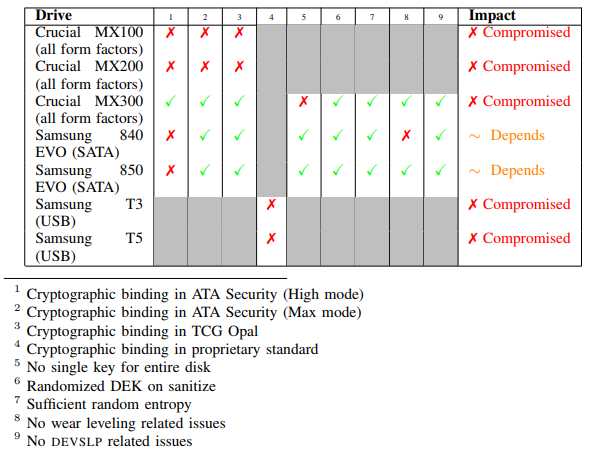 Drive 1 2 3 4 5 6 7 8 9 Impact
Crucial MX100 ✗ ✗ ✗ ✗ Compromised
(all form factors)
Crucial MX200 ✗ ✗ ✗ ✗ Compromised
(all form factors)
Crucial MX300 ✓ ✓ ✓ ✗ ✓ ✓ ✓ ✓ ✗ Compromised
(all form factors)
Samsung 840 ✗ ✓ ✓ ✓ ✓ ✓ ✗ ✓ ∼ Depends
EVO (SATA)
Samsung 850 ✗ ✓ ✓ ✓ ✓ ✓ ✓ ✓ ∼ Depends
EVO (SATA)
Samsung T3 ✗ ✗ Compromised
(USB)
Samsung T5 ✗ ✗ Compromised
(USB)
1 Cryptographic binding in ATA Security (High mode)
2 Cryptographic binding in ATA Security (Max mode)
3 Cryptographic binding in TCG Opal
4 Cryptographic binding in proprietary standard
5 No single key for entire disk
6 Randomized DEK on sanitize
7 Sufficient random entropy
8 No wear leveling related issues
9 No DEVSLP related issues